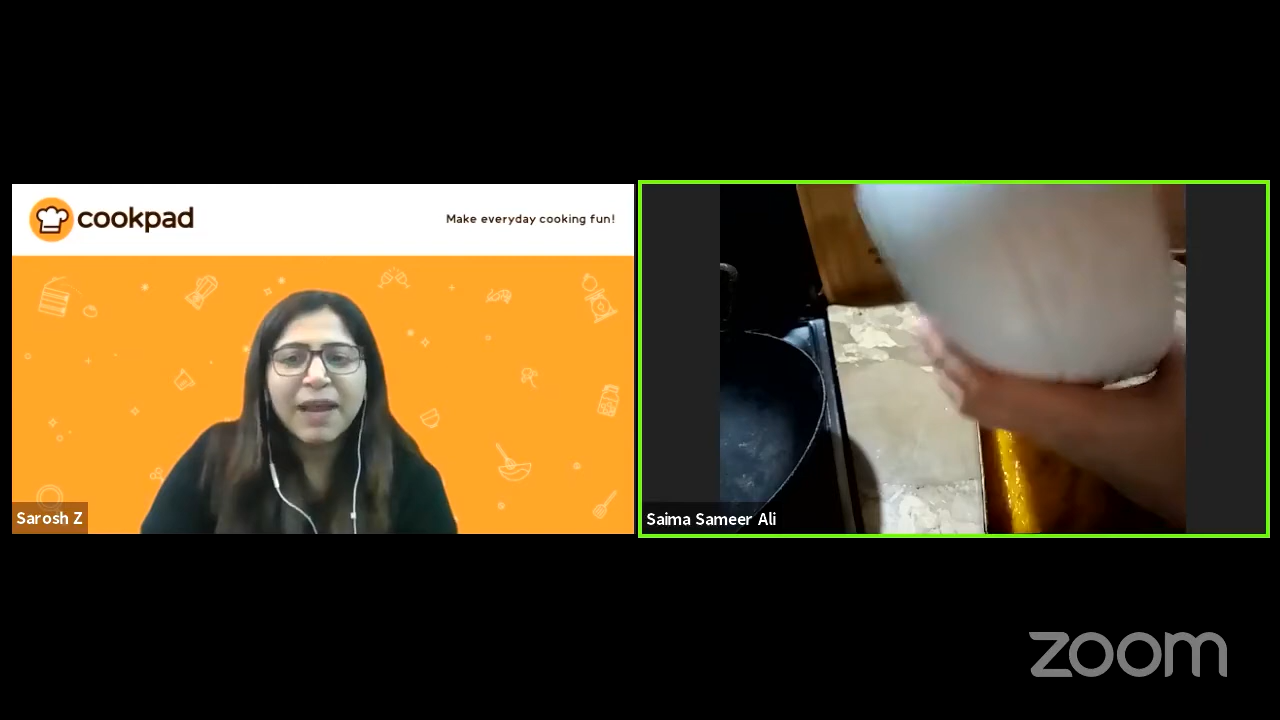 cookpad
Make everyday cooking fun!
Sarosh Z
Saima Sameer Ali
zoom